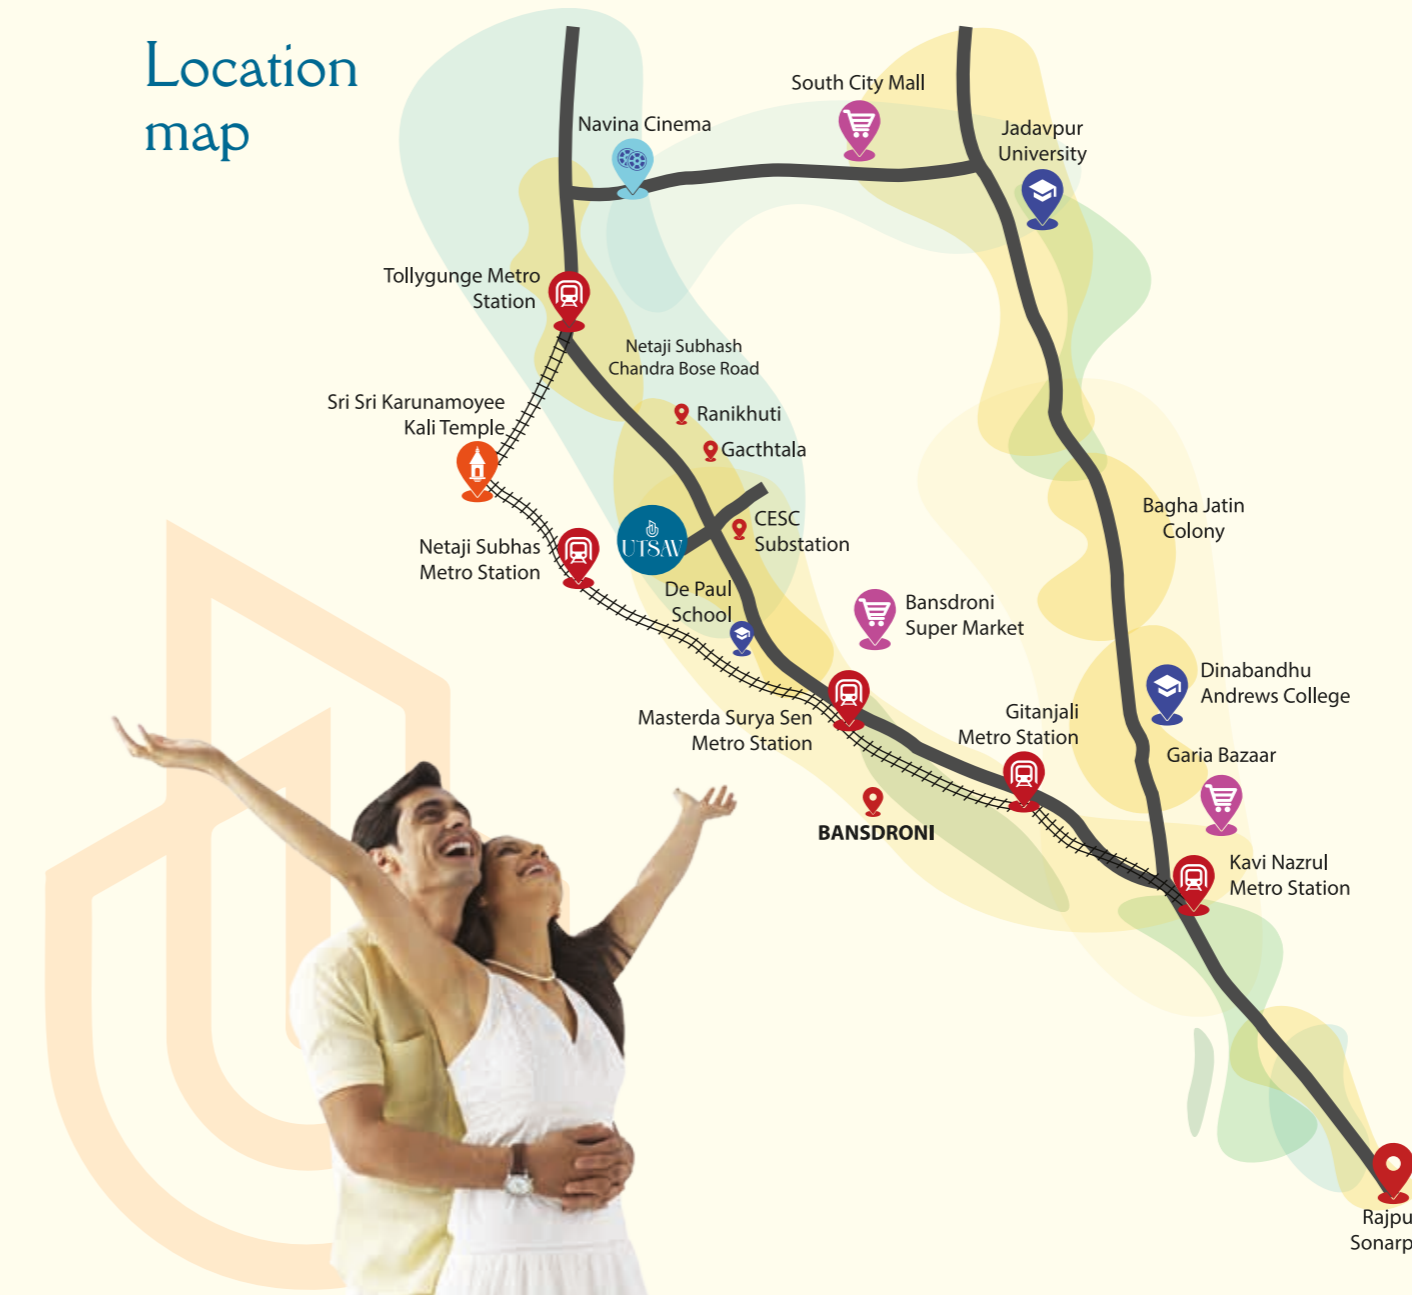 Location
map
South City Mall
Navina Cinema
Jadavpur
University
Tollygunge Metro
Station
Netaji Subhash
Chandra Bose Road
Sri Sri Karunamoyee
Kali Temple
Ranikhuti
Gacthtala
CESC
Substation
UTSAV
Netaji Subhas
Metro Station
Bagha Jatin
Colony
De Paul
School
Bansdroni
Super Market
Dinabandhu
Andrews College
Masterda Surya Sen
Metro Station
Gitanjali
Metro Station
Garia Bazaar
BANSDRONI
Kavi Nazrul
Metro Station
Rajpu
Sonarp